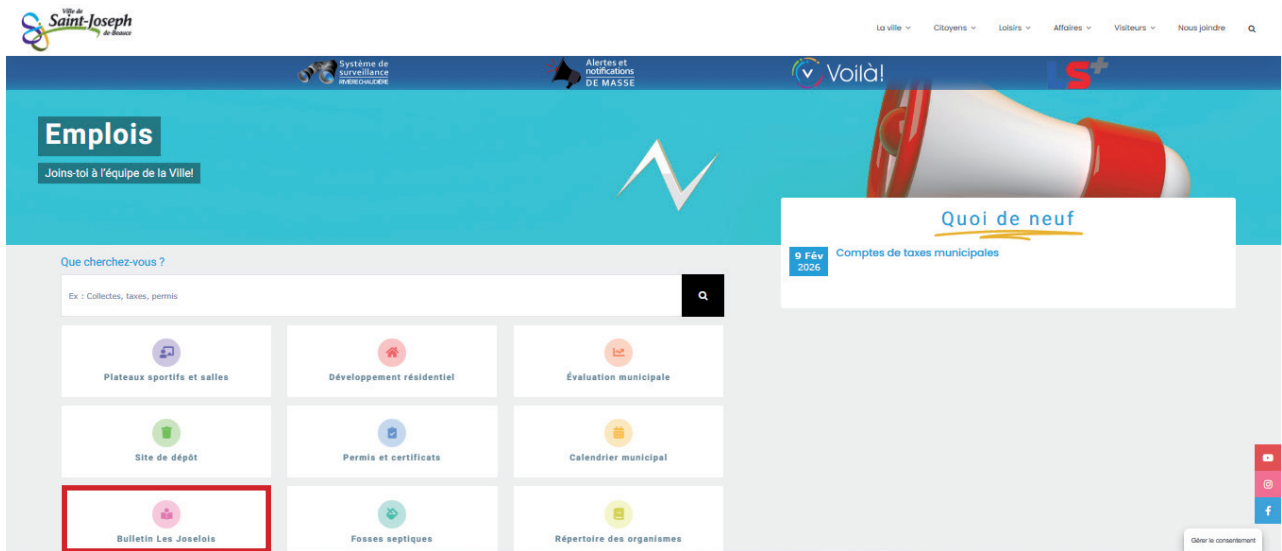 Ville de
Saint-Joseph
de Beauce
La ville
Citoyens
Loisirs
Affaires
Visiteurs
Nous joindre
Système de
surveillance
RIVIÈRE CHAUDIÈRE
Alertes et
notifications
DE MASSE
Voilà!
LS+
Emplois
Joins-toi à l'équipe de la Ville!
Quoi de neuf
9 Fév
2026
Comptes de taxes municipales
Que cherchez-vous ?
Ex : Collectes, taxes, permis
Plateaux sportifs et salles
Développement résidentiel
Évaluation municipale
Site de dépôt
Permis et certificats
Calendrier municipal
Bulletin Les Joselois
Fosses septiques
Répertoire des organismes
Gérer le consentement